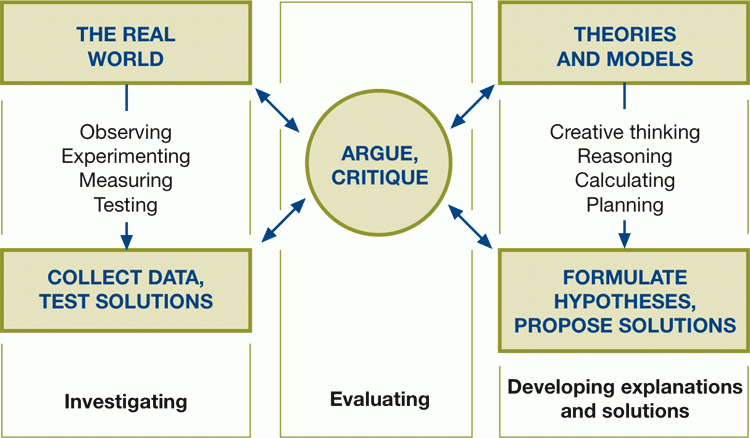 THE REAL
WORLD
Observing
Experimenting
Measuring
Testing
COLLECT DATA,
TEST SOLUTIONS
Investigating
ARGUE,
CRITIQUE
Evaluating
THEORIES
AND MODELS
Creative thinking
Reasoning
Calculating
Planning
FORMULATE
HYPOTHESES,
PROPOSE SOLUTIONS
Developing explanations
and solutions